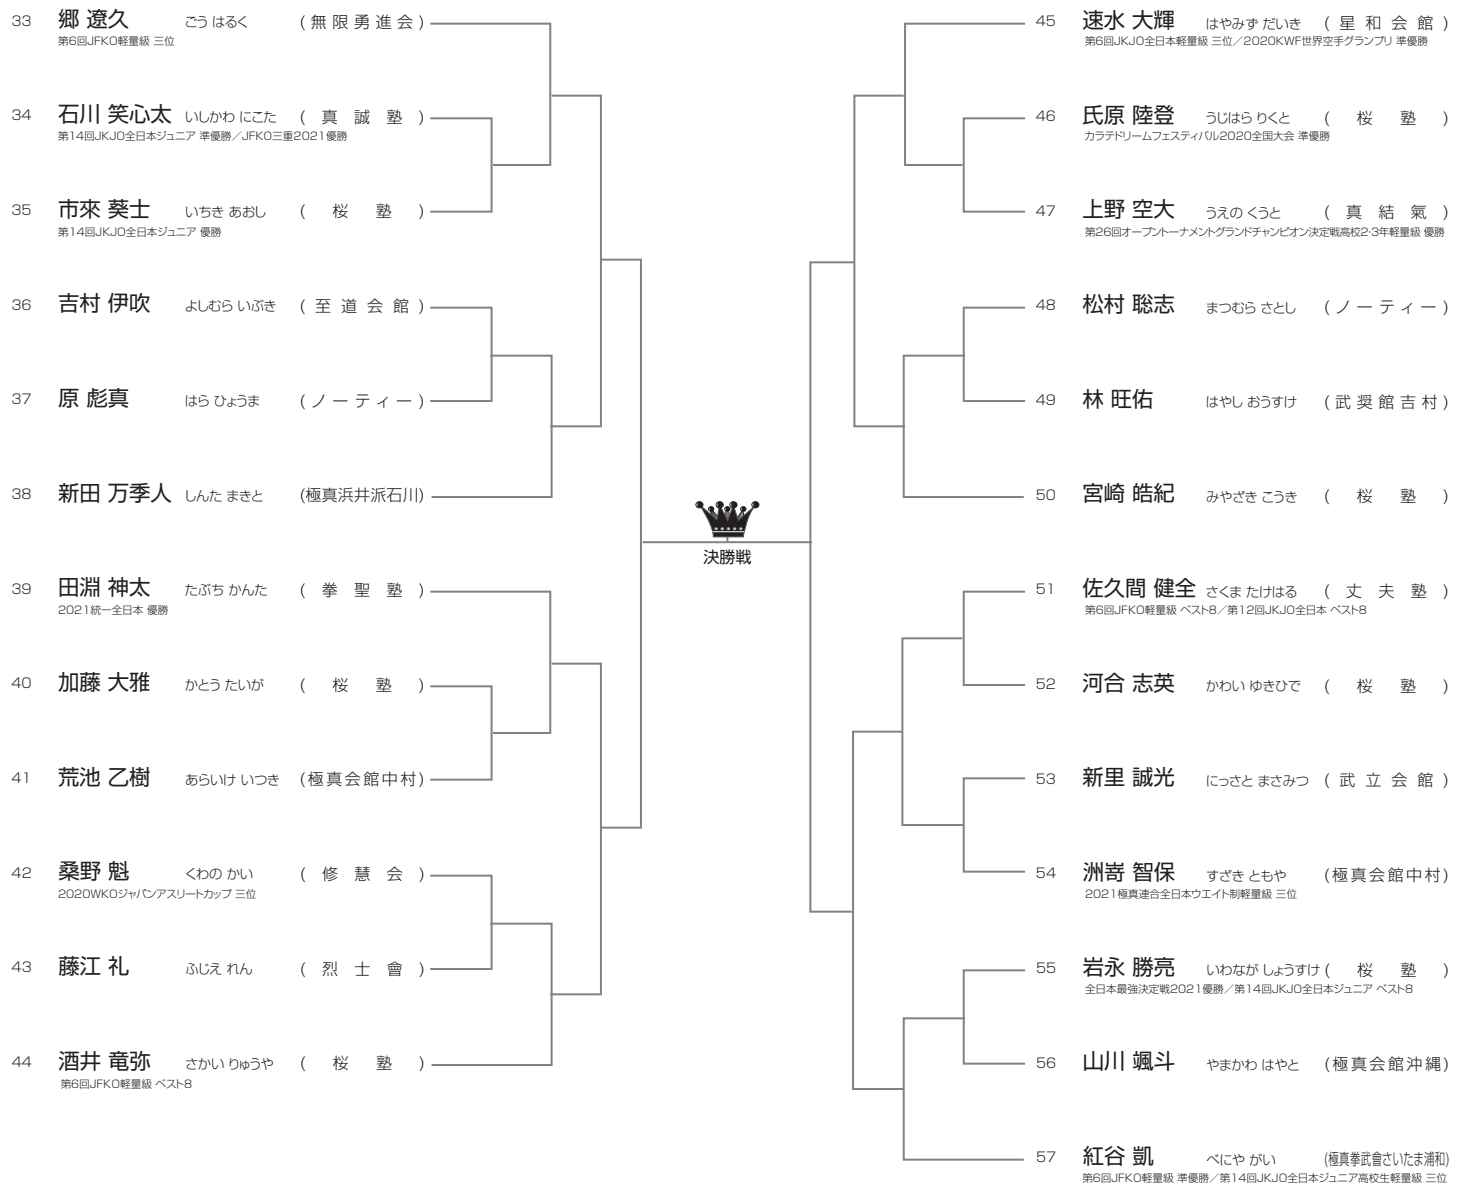 33 郷 遼久 ごう はるく (無限勇進会)
第6回JFKO軽量級 三位
34 石川 笑心太 いしかわ にこた (真誠塾)
第14回JKJO全日本ジュニア 準優勝／JFKO三重2021優勝
35 市來 葵士 いちき あおし (桜塾)
第14回JKJO全日本ジュニア 優勝
36 吉村 伊吹 よしむら いぶき (至道会館)
37 原 彪真 はら ひょうま (ノーティー)
38 新田 万季人 しんた まきと (極真浜井派石川)
39 田淵 神太 たぶち かんた (拳聖塾)
2021統一全日本 優勝
40 加藤 大雅 かとう たいが (桜塾)
41 荒池 乙樹 あらいけ いつき (極真会館中村)
42 桑野 魁 くわの かい (修慧会)
2020WKOジャパンアスリートカップ 三位
43 藤江 礼 ふじえ れん (烈士會)
44 酒井 竜弥 さかい りゅうや (桜塾)
第6回JFKO軽量級 ベスト8
決勝戦
45 速水 大輝 はやみず だいき (星和会館)
第6回JKJO全日本軽量級 三位／2020KWF世界空手グランプリ 準優勝
46 氏原 陸登 うじはら りくと (桜塾)
カラテドリームフェスティバル2020全国大会 準優勝
47 上野 空大 うえの くうと (真結氣)
第26回オープントーナメントグランドチャンピオン決定戦高校2・3年軽量級 優勝
48 松村 聡志 まつむら さとし (ノーティー)
49 林 旺佑 はやし おうすけ (武奨館吉村)
50 宮崎 皓紀 みやざき こうき (桜塾)
51 佐久間 健全 さくま たけはる (丈夫塾)
第6回JFKO軽量級 ベスト8／第12回JKJO全日本 ベスト8
52 河合 志英 かわい ゆきひで (桜塾)
53 新里 誠光 にっさと まさみつ (武立会館)
54 洲嵜 智保 すざき ともや (極真会館中村)
2021極真連合全日本ウエイト制軽量級 三位
55 岩永 勝亮 いわなが しょうすけ (桜塾)
全日本最強決定戦2021優勝／第14回JKJO全日本ジュニア ベスト8
56 山川 颯斗 やまかわ はやと (極真会館沖縄)
57 紅谷 凱 べにや がい (極真拳武會さいたま浦和)
第6回JFKO軽量級 準優勝／第14回JKJO全日本ジュニア高校生軽量級 三位